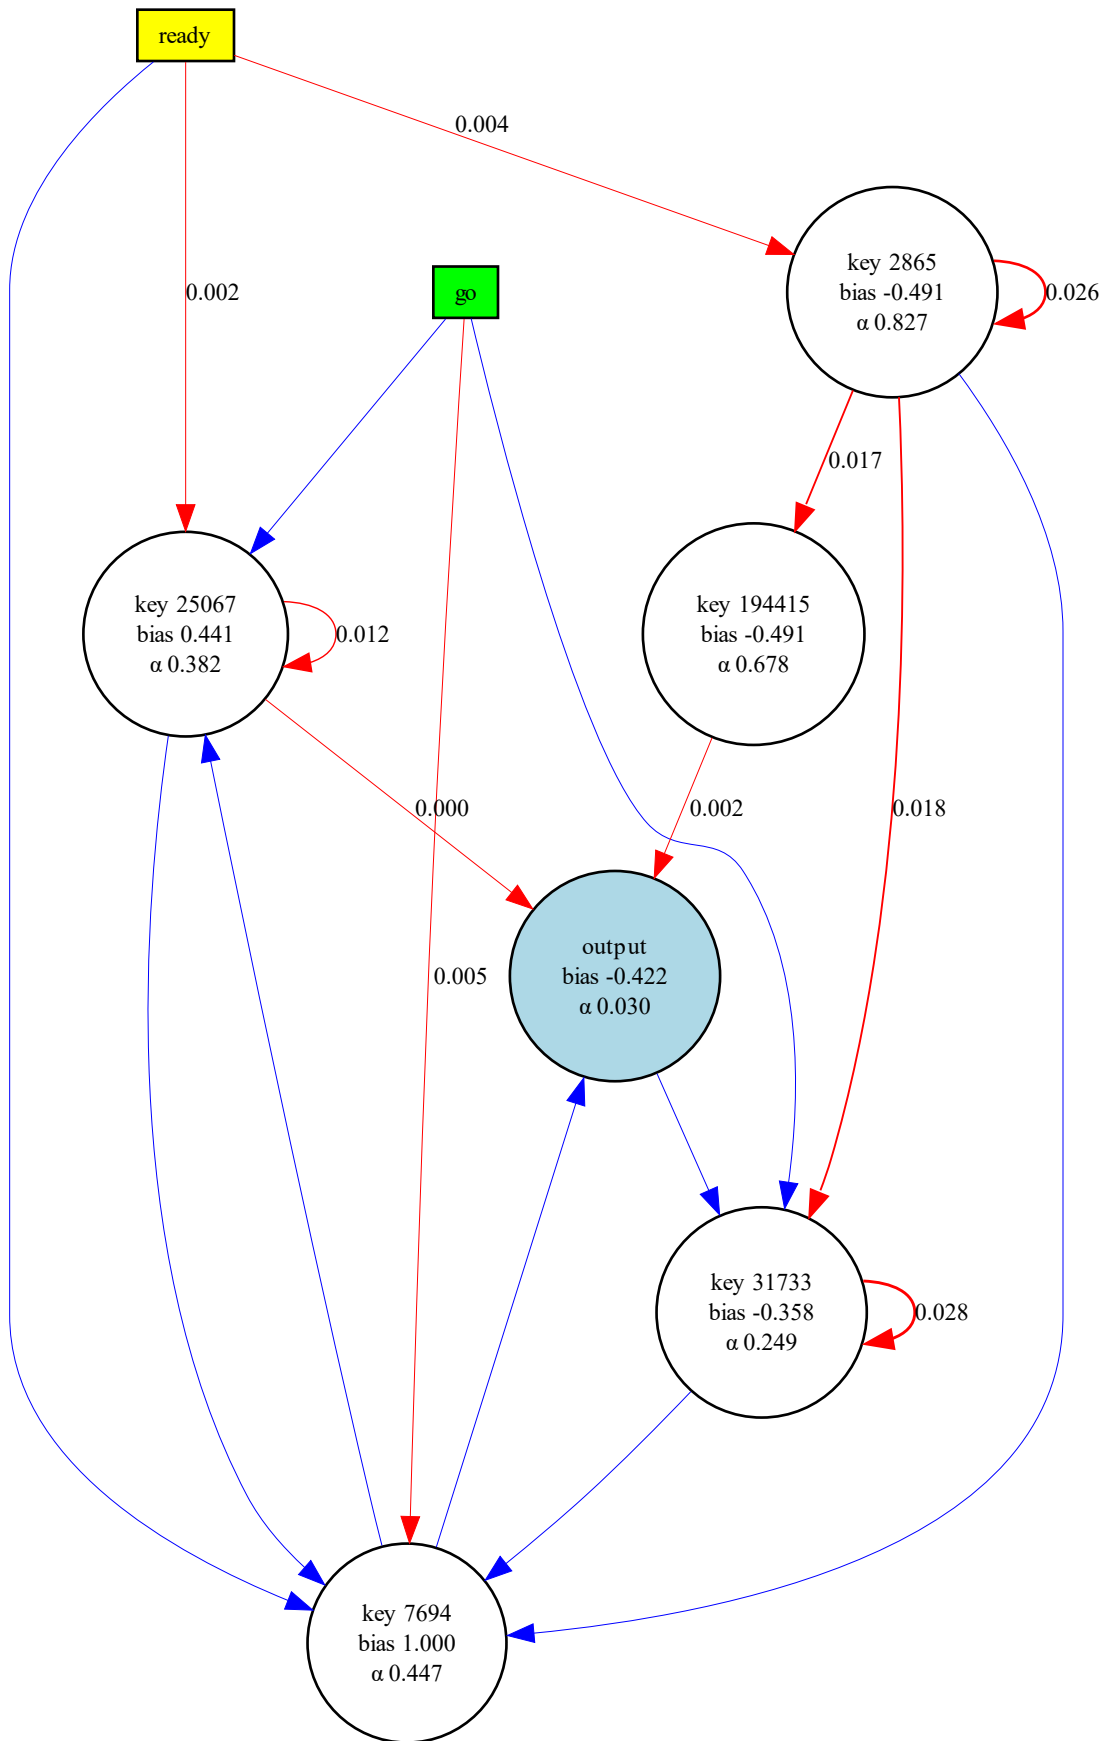 ready
0.004
key 2865
bias -0.491
α 0.827
0.026
0.002
go
0.017
key 25067
bias 0.441
α 0.382
0.012
key 194415
bias -0.491
α 0.678
0.000
0.002
0.018
output
bias -0.422
α 0.030
0.005
key 31733
bias -0.358
α 0.249
0.028
key 7694
bias 1.000
α 0.447